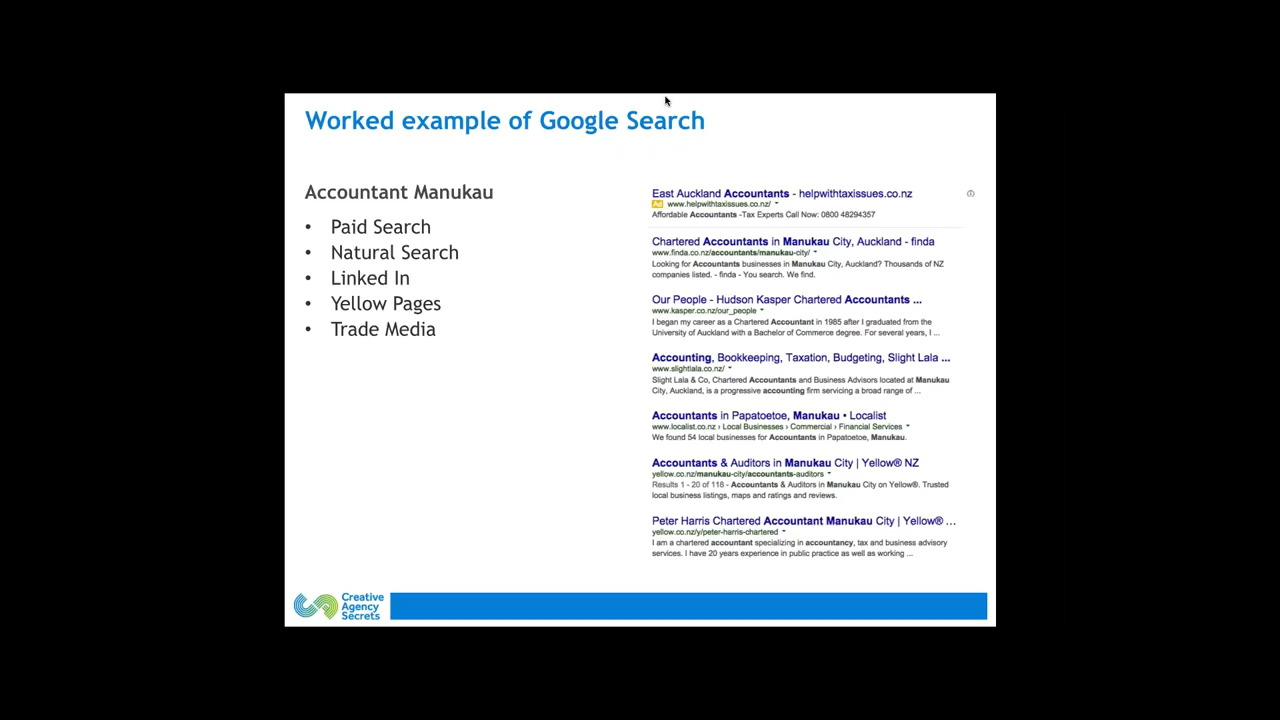 Worked example of Google Search
Accountant Manukau
• Paid Search
• Natural Search
• Linked In
• Yellow Pages
• Trade Media
East Auckland Accountants - helpwithtaxissues.co.nz
Ad www.helpwithtaxissues.co.nz/
Affordable Accountants -Tax Experts Call Now: 0800 48294357
Chartered Accountants in Manukau City, Auckland - finda
www.finda.co.nz/accountants/manukau-city/
Looking for Accountants businesses in Manukau City, Auckland? Thousands of NZ
companies listed. - finda - You search. We find.
Our People - Hudson Kasper Chartered Accountants ...
www.kasper.co.nz/our_people
I began my career as a Chartered Accountant in 1985 after I graduated from the
University of Auckland with a Bachelor of Commerce degree. For several years, I ...
Accounting, Bookkeeping, Taxation, Budgeting, Slight Lala ...
www.slightlala.co.nz/
Slight Lala & Co, Chartered Accountants and Business Advisors located at Manukau
City, Auckland, is a progressive accounting firm servicing a broad range of ...
Accountants in Papatoetoe, Manukau • Localist
www.localist.co.nz › Local Businesses › Commercial › Financial Services
We found 54 local businesses for Accountants in Papatoetoe, Manukau.
Accountants & Auditors in Manukau City | Yellow® NZ
yellow.co.nz/manukau-city/accountants-auditors
Results 1 - 20 of 118 - Accountants & Auditors in Manukau City on Yellow®. Trusted
local business listings, maps and ratings and reviews.
Peter Harris Chartered Accountant Manukau City | Yellow® ...
yellow.co.nz/y/peter-harris-chartered
I am a chartered accountant specializing in accountancy, tax and business advisory
services. I have 20 years experience in public practice as well as working ...
Creative
Agency
Secrets